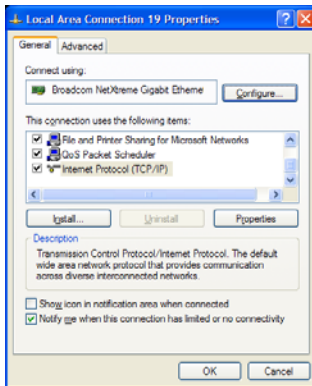 Local Area Connection 19 Properties
General Advanced
Connect using:
Broadcom NetXtreme Gigabit Etherne Configure...
This connection uses the following items:
File and Printer Sharing for Microsoft Networks
QoS Packet Scheduler
Internet Protocol (TCP/IP)
Install... Uninstall Properties
Description
Transmission Control Protocol/Internet Protocol. The default
wide area network protocol that provides communication
across diverse interconnected networks.
Show icon in notification area when connected
Notify me when this connection has limited or no connectivity
OK Cancel